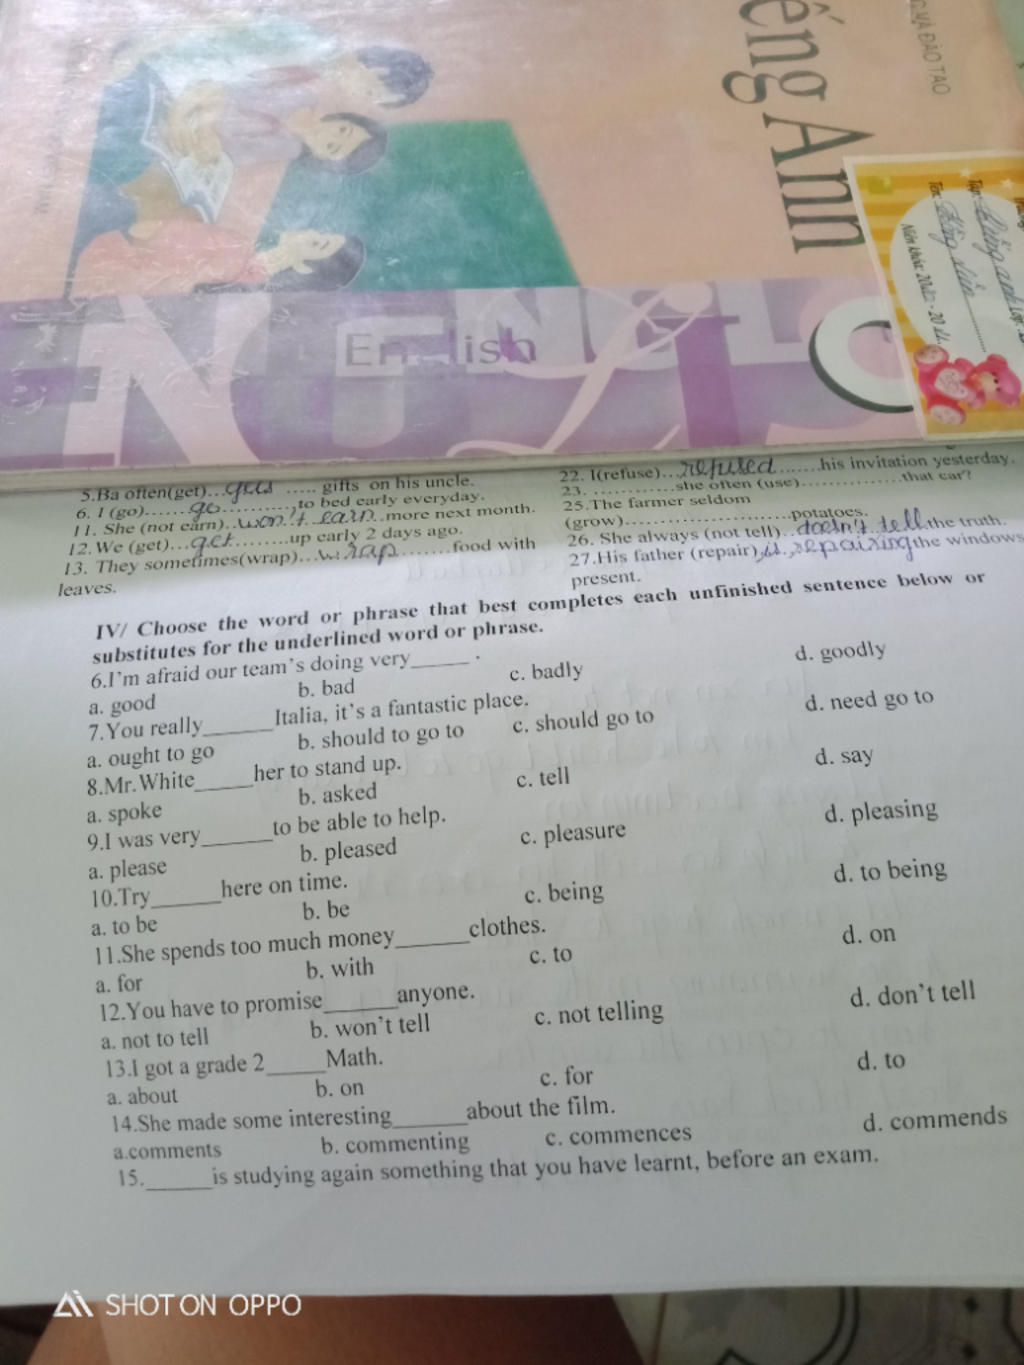 VÀ ĐÀO TẠO
iếng Anh
English
5.Ba often(get)...gets ..... gifts on his uncle.
6. I (go)......go..........,to bed early everyday.
11. She (not earn)..won't earn..more next month.
12.We (get)...get........up early 2 days ago.
13. They sometimes(wrap)...wrap.......food with
leaves.
22. I(refuse)...refused.......his invitation yesterday.
23. ............she often (use)...............that car?
25.The farmer seldom
(grow)........................potatoes.
26. She always (not tell)..doesn't tell.the truth.
27.His father (repair).is repairing the windows
present.
IV/ Choose the word or phrase that best completes each unfinished sentence below or
substitutes for the underlined word or phrase.
6.I'm afraid our team's doing very______ .
a. good b. bad c. badly d. goodly
7.You really_______Italia, it's a fantastic place.
a. ought to go b. should to go to c. should go to d. need go to
8.Mr.White______her to stand up.
a. spoke b. asked c. tell d. say
9.I was very_______to be able to help.
a. please b. pleased c. pleasure d. pleasing
10.Try_______here on time.
a. to be b. be c. being d. to being
11.She spends too much money_______clothes.
a. for b. with c. to d. on
12.You have to promise_______anyone.
a. not to tell b. won't tell c. not telling d. don't tell
13.I got a grade 2______Math.
a. about b. on c. for d. to
14.She made some interesting_______about the film.
a.comments b. commenting c. commences d. commends
15.______is studying again something that you have learnt, before an exam.
SHOT ON OPPO